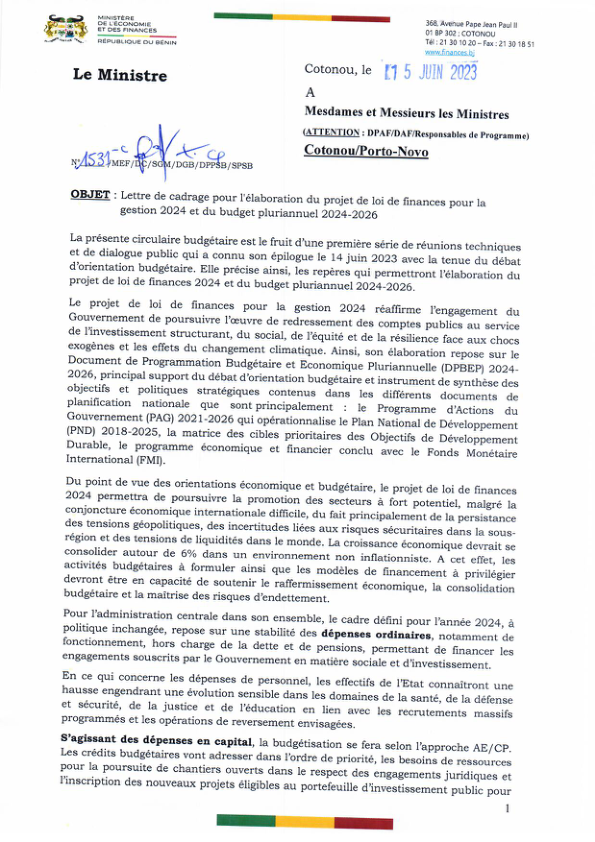 MINISTÈRE
DE L'ÉCONOMIE
ET DES FINANCES
RÉPUBLIQUE DU BÉNIN
368, Avenue Pape Jean Paul II
01 BP 302 : COTONOU
Tél : 21 30 10 20 – Fax : 21 30 18 51
www.finances.bj
Le Ministre
Cotonou, le 15 JUIN 2023
A
Mesdames et Messieurs les Ministres
(ATTENTION : DPAF/DAF/Responsables de Programme)
Cotonou/Porto-Novo
N° 1531-C MEF/DC/SGM/DGB/DPPSB/SPSB
OBJET : Lettre de cadrage pour l'élaboration du projet de loi de finances pour la
gestion 2024 et du budget pluriannuel 2024-2026
La présente circulaire budgétaire est le fruit d'une première série de réunions techniques
et de dialogue public qui a connu son épilogue le 14 juin 2023 avec la tenue du débat
d'orientation budgétaire. Elle précise ainsi, les repères qui permettront l'élaboration du
projet de loi de finances 2024 et du budget pluriannuel 2024-2026.
Le projet de loi de finances pour la gestion 2024 réaffirme l'engagement du
Gouvernement de poursuivre l'œuvre de redressement des comptes publics au service
de l'investissement structurant, du social, de l'équité et de la résilience face aux chocs
exogènes et les effets du changement climatique. Ainsi, son élaboration repose sur le
Document de Programmation Budgétaire et Economique Pluriannuelle (DPBEP) 2024-
2026, principal support du débat d'orientation budgétaire et instrument de synthèse des
objectifs et politiques stratégiques contenus dans les différents documents de
planification nationale que sont principalement : le Programme d'Actions du
Gouvernement (PAG) 2021-2026 qui opérationnalise le Plan National de Développement
(PND) 2018-2025, la matrice des cibles prioritaires des Objectifs de Développement
Durable, le programme économique et financier conclu avec le Fonds Monétaire
International (FMI).
Du point de vue des orientations économique et budgétaire, le projet de loi de finances
2024 permettra de poursuivre la promotion des secteurs à fort potentiel, malgré la
conjoncture économique internationale difficile, du fait principalement de la persistance
des tensions géopolitiques, des incertitudes liées aux risques sécuritaires dans la sous-
région et des tensions de liquidités dans le monde. La croissance économique devrait se
consolider autour de 6% dans un environnement non inflationniste. A cet effet, les
activités budgétaires à formuler ainsi que les modèles de financement à privilégier
devront être en capacité de soutenir le raffermissement économique, la consolidation
budgétaire et la maîtrise des risques d'endettement.
Pour l'administration centrale dans son ensemble, le cadre défini pour l'année 2024, à
politique inchangée, repose sur une stabilité des dépenses ordinaires, notamment de
fonctionnement, hors charge de la dette et de pensions, permettant de financer les
engagements souscrits par le Gouvernement en matière sociale et d'investissement.
En ce qui concerne les dépenses de personnel, les effectifs de l'Etat connaîtront une
hausse engendrant une évolution sensible dans les domaines de la santé, de la défense
et sécurité, de la justice et de l'éducation en lien avec les recrutements massifs
programmés et les opérations de reversement envisagées.
S'agissant des dépenses en capital, la budgétisation se fera selon l'approche AE/CP.
Les crédits budgétaires vont adresser dans l'ordre de priorité, les besoins de ressources
pour la poursuite de chantiers ouverts dans le respect des engagements juridiques et
l'inscription des nouveaux projets éligibles au portefeuille d'investissement public pour
1